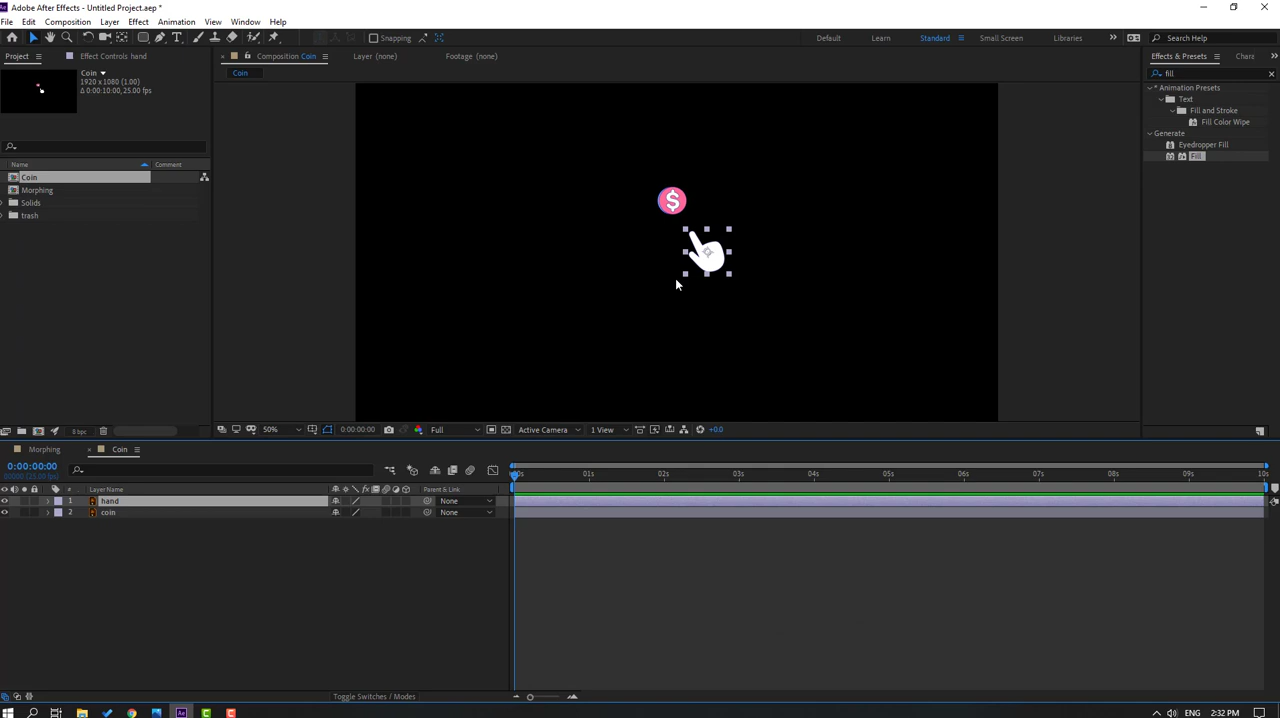 Adobe After Effects - Untitled Project.aep *
File Edit Composition Layer Effect Animation View Window Help
Snapping
Default Learn Standard Small Screen Libraries Search Help
Project Effect Controls hand
Composition Coin Layer (none) Footage (none)
Effects & Presets
Coin
1920 x 1080 (1.00)
Δ 0:00:10:00, 25.00 fps
Coin
fill
* Animation Presets
Text
Fill and Stroke
Fill Color Wipe
Generate
Eyedropper Fill
Fill
Name Comment
Coin
Morphing
Solids
trash
$
8 bpc
50% 0:00:00:00 Full Active Camera 1 View +0.0
Morphing Coin
0:00:00:00
# Layer Name Parent & Link
01s 02s 03s 04s 05s 06s 07s 08s 09s 10s
1 hand None
2 coin None
Toggle Switches / Modes
ENG 2:32 PM